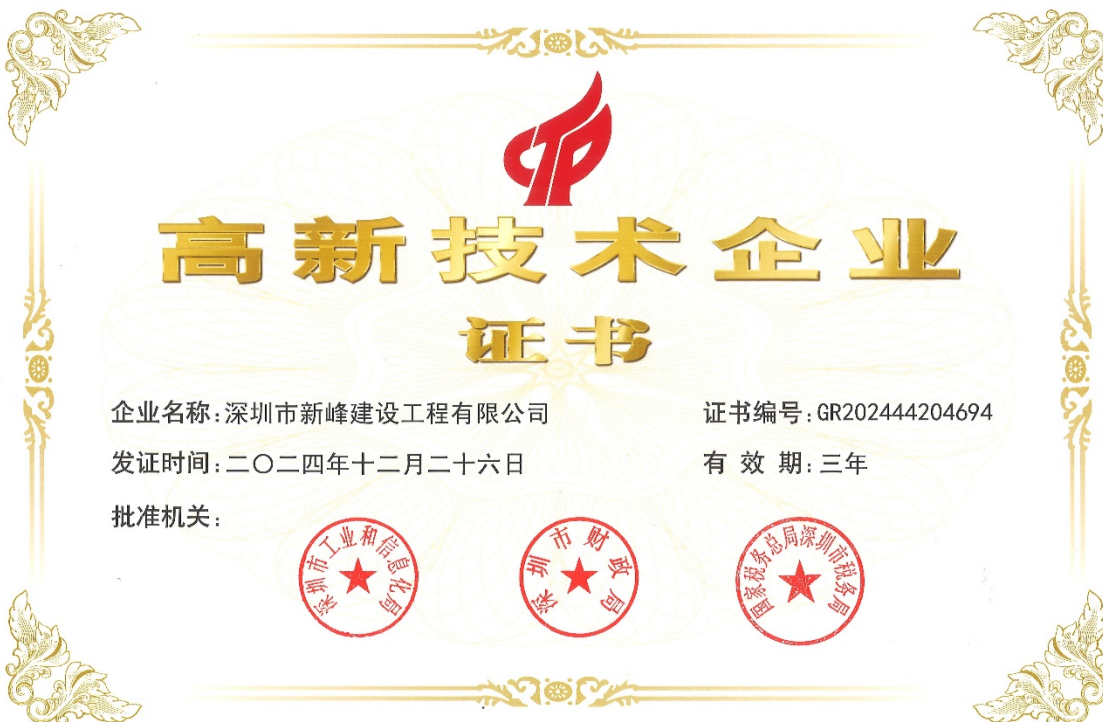 高新技术企业
证书
企业名称:深圳市新峰建设工程有限公司
证书编号:GR202444204694
发证时间:二〇二四年十二月二十六日
有效期:三年
批准机关:
深圳市工业和信息化局
深圳市财政局
国家税务总局深圳市税务局